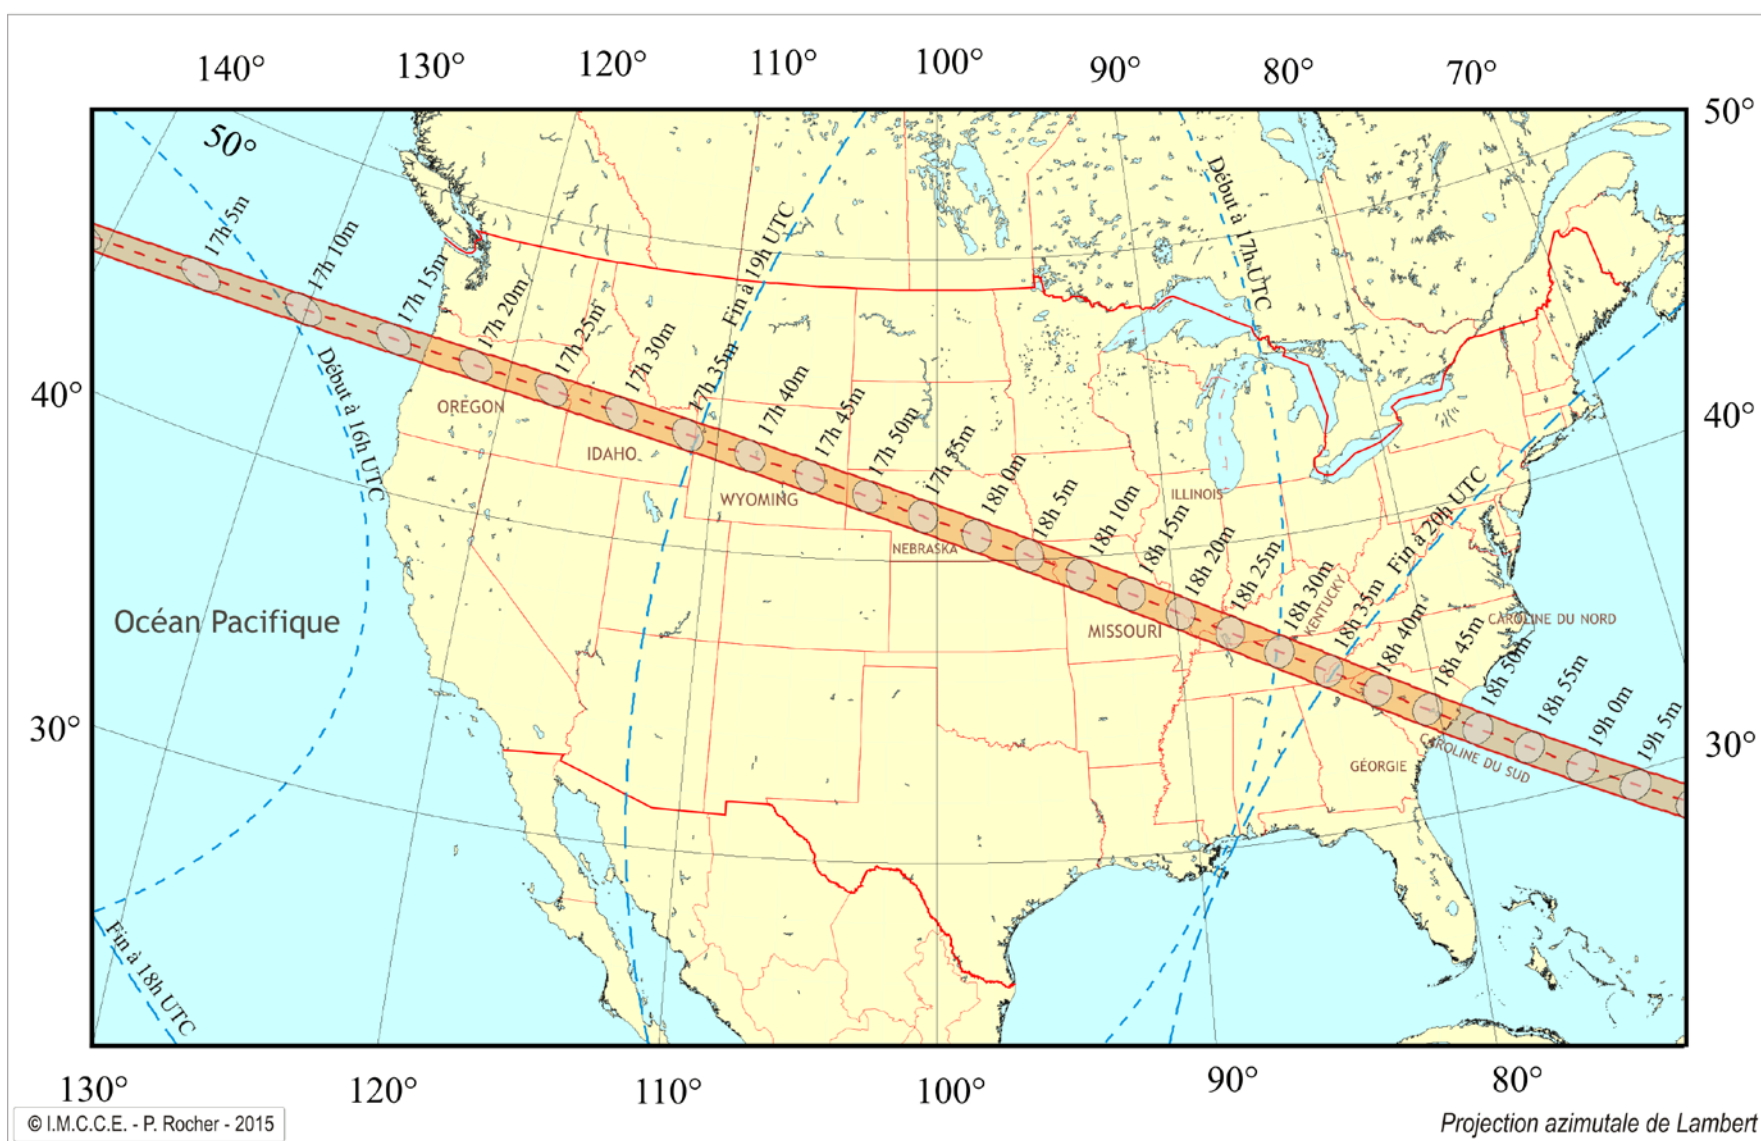 140°
130°
120°
110°
100°
90°
80°
70°
50°
50°
17h 5m
17h 10m
17h 15m
17h 20m
17h 25m
17h 30m
17h 35m
17h 40m
17h 45m
17h 50m
17h 55m
18h 0m
18h 5m
18h 10m
18h 15m
18h 20m
18h 25m
18h 30m
18h 35m
18h 40m
18h 45m
18h 50m
18h 55m
19h 0m
19h 5m
Début à 16h UTC
Fin à 19h UTC
Début à 17h UTC
Fin à 20h UTC
Fin à 18h UTC
40°
40°
30°
30°
OREGON
IDAHO
WYOMING
NEBRASKA
ILLINOIS
MISSOURI
KENTUCKY
CAROLINE DU NORD
CAROLINE DU SUD
GÉORGIE
Océan Pacifique
130°
120°
110°
100°
90°
80°
© I.M.C.C.E. - P. Rocher - 2015
Projection azimutale de Lambert